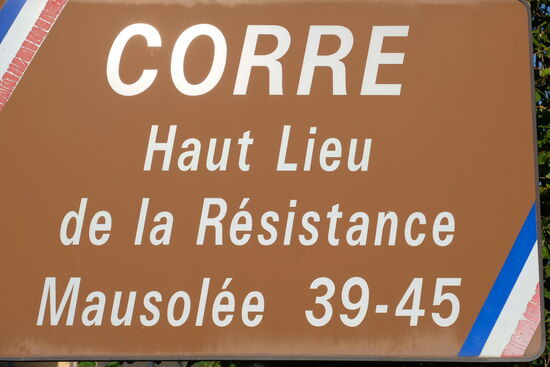 CORRE
Haut Lieu
de la Résistance
Mausolée 39-45